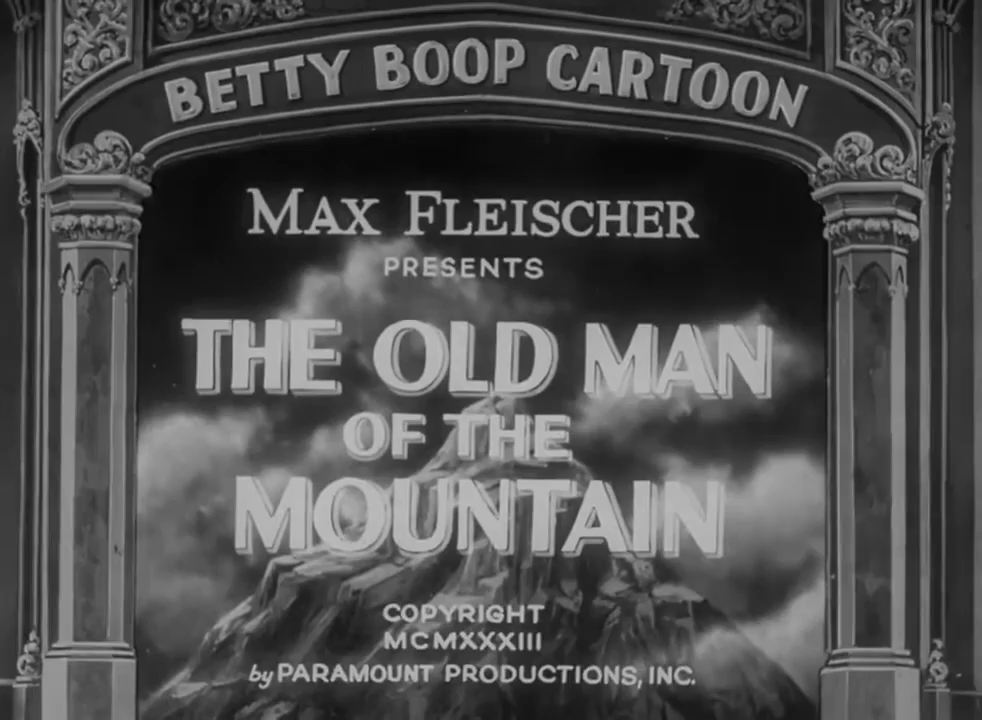 BETTY BOOP CARTOON
MAX FLEISCHER
PRESENTS
THE OLD MAN
OF THE
MOUNTAIN
COPYRIGHT
MCMXXXIII
by PARAMOUNT PRODUCTIONS, INC.